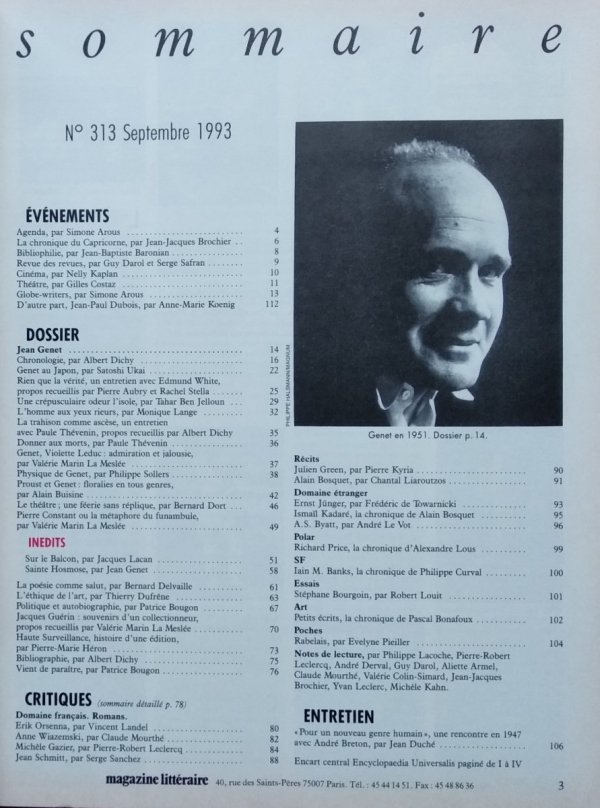 sommaire
N° 313 Septembre 1993
ÉVÉNEMENTS
Agenda, par Simone Arous ........ 4
La chronique du Capricorne, par Jean-Jacques Brochier .. 6
Bibliophilie, par Jean-Baptiste Baronian ........ 8
Revue des revues, par Guy Darol et Serge Safran ........ 9
Cinéma, par Nelly Kaplan ........ 10
Théâtre, par Gilles Costaz ........ 11
Globe-writers, par Simone Arous ........ 13
D'autre part, Jean-Paul Dubois, par Anne-Marie Koenig 112
DOSSIER
Jean Genet ........ 14
Chronologie, par Albert Dichy ........ 16
Genet au Japon, par Satoshi Ukai ........ 22
Rien que la vérité, un entretien avec Edmund White,
propos recueillis par Pierre Aubry et Rachel Stella ........ 25
Une crépusculaire odeur l'isole, par Tahar Ben Jelloun .. 29
L'homme aux yeux rieurs, par Monique Lange ........ 32
La trahison comme ascèse, un entretien
avec Paule Thévenin, propos recueillis par Albert Dichy 35
Donner aux morts, par Paule Thévenin ........ 36
Genet, Violette Leduc : admiration et jalousie,
par Valérie Marin La Meslée ........ 37
Physique de Genet, par Philippe Sollers ........ 38
Proust et Genet : floralies en tous genres,
par Alain Buisine ........ 42
Le théâtre ; une féerie sans réplique, par Bernard Dort .. 46
Pierre Constant ou la métaphore du funambule,
par Valérie Marin La Meslée ........ 49
INEDITS
Sur le Balcon, par Jacques Lacan ........ 51
Sainte Hosmose, par Jean Genet ........ 58
La poésie comme salut, par Bernard Delvaille ........ 61
L'éthique de l'art, par Thierry Dufrêne ........ 63
Politique et autobiographie, par Patrice Bougon ........ 67
Jacques Guérin : souvenirs d'un collectionneur,
propos recueillis par Valérie Marin La Meslée ........ 70
Haute Surveillance, histoire d'une édition,
par Pierre-Marie Héron ........ 73
Bibliographie, par Albert Dichy ........ 75
Vient de paraître, par Patrice Bougon ........ 76
CRITIQUES (sommaire détaillé p. 78)
Domaine français. Romans.
Erik Orsenna, par Vincent Landel ........ 80
Anne Wiazemski, par Claude Mourthé ........ 82
Michèle Gazier, par Pierre-Robert Leclercq ........ 84
Jean Schmitt, par Serge Sanchez ........ 88
PHILIPPE HALSMANN/MAGNUM
Genet en 1951. Dossier p. 14.
Récits
Julien Green, par Pierre Kyria ........ 90
Alain Bosquet, par Chantal Liaroutzos ........ 91
Domaine étranger
Ernst Jünger, par Frédéric de Towarnicki ........ 93
Ismaïl Kadaré, la chronique de Alain Bosquet ........ 95
A.S. Byatt, par André Le Vot ........ 96
Polar
Richard Price, la chronique d'Alexandre Lous ........ 99
SF
Iain M. Banks, la chronique de Philippe Curval ........ 100
Essais
Stéphane Bourgoin, par Robert Louit ........ 101
Art
Petits écrits, la chronique de Pascal Bonafoux ........ 102
Poches
Rabelais, par Evelyne Pieiller ........ 104
Notes de lecture, par Philippe Lacoche, Pierre-Robert
Leclercq, André Derval, Guy Darol, Aliette Armel,
Claude Mourthé, Valérie Colin-Simard, Jean-Jacques
Brochier, Yvan Leclerc, Michèle Kahn.
ENTRETIEN
«Pour un nouveau genre humain», une rencontre en 1947
avec André Breton, par Jean Duché ........ 106
Encart central Encyclopaedia Universalis paginé de I à IV
magazine littéraire 40, rue des Saints-Pères 75007 Paris. Tél. : 45 44 14 51. Fax : 45 48 86 36 3